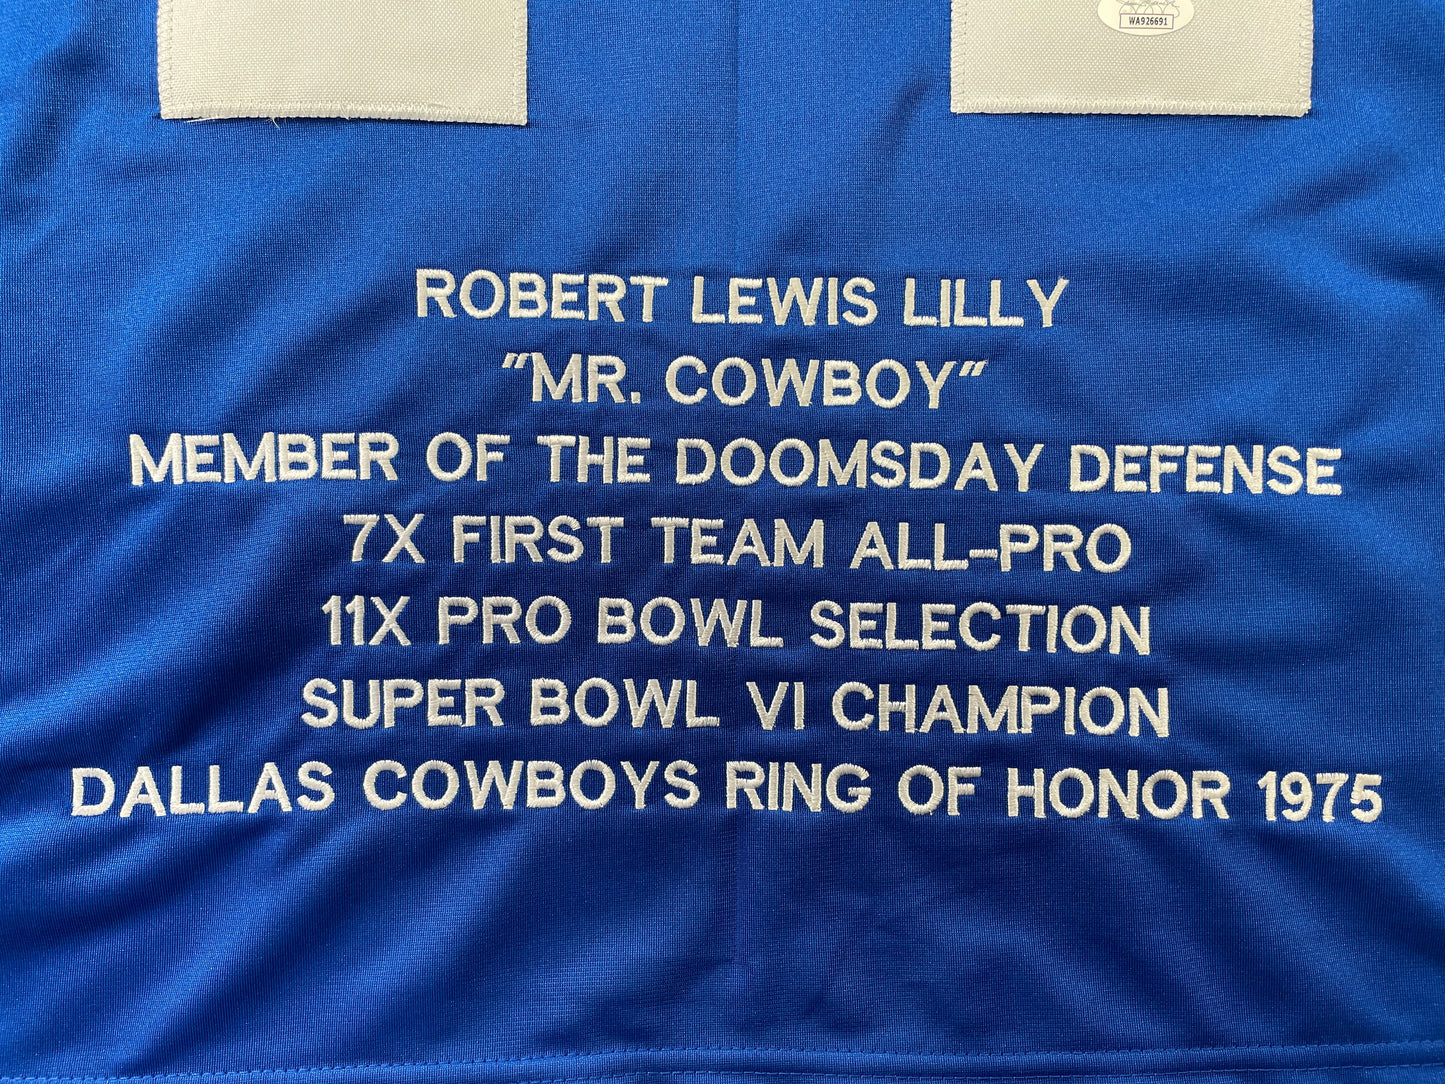 WA926691
ROBERT LEWIS LILLY
"MR. COWBOY"
MEMBER OF THE DOOMSDAY DEFENSE
7X FIRST TEAM ALL-PRO
11X PRO BOWL SELECTION
SUPER BOWL VI CHAMPION
DALLAS COWBOYS RING OF HONOR 1975